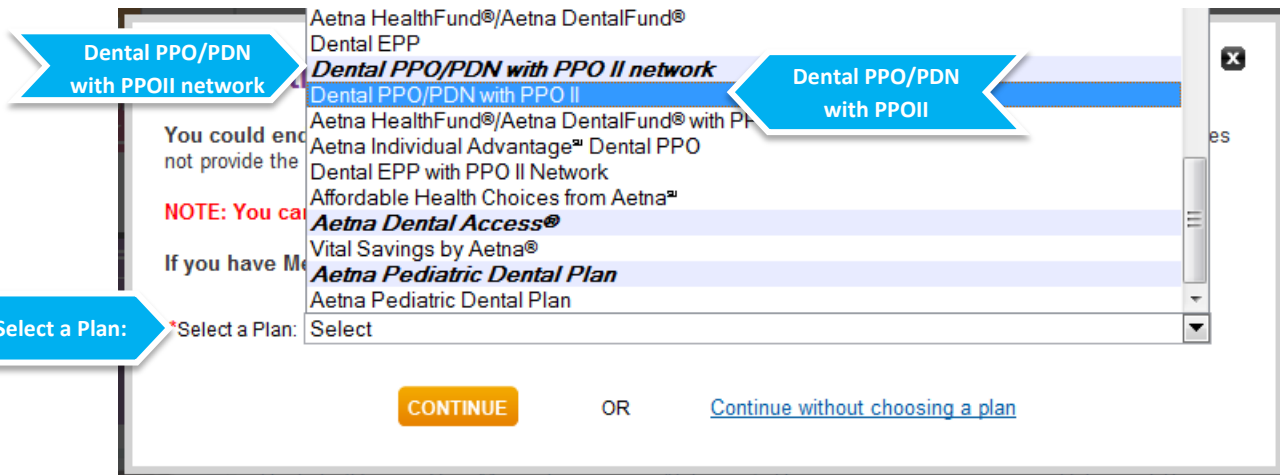 Aetna HealthFund®/Aetna DentalFund®
Dental EPP
Dental PPO/PDN with PPO II network
Dental PPO/PDN with PPO II
Aetna HealthFund®/Aetna DentalFund® with
Aetna Individual Advantage℠ Dental PPO
Dental EPP with PPO II Network
Affordable Health Choices from Aetna℠
Aetna Dental Access®
Vital Savings by Aetna®
Aetna Pediatric Dental Plan
Aetna Pediatric Dental Plan
Dental PPO/PDN
with PPOII network
Dental PPO/PDN
with PPOII
You could
not provide the
NOTE: You
If you have
Select a Plan:
*Select a Plan: Select
CONTINUE OR Continue without choosing a plan